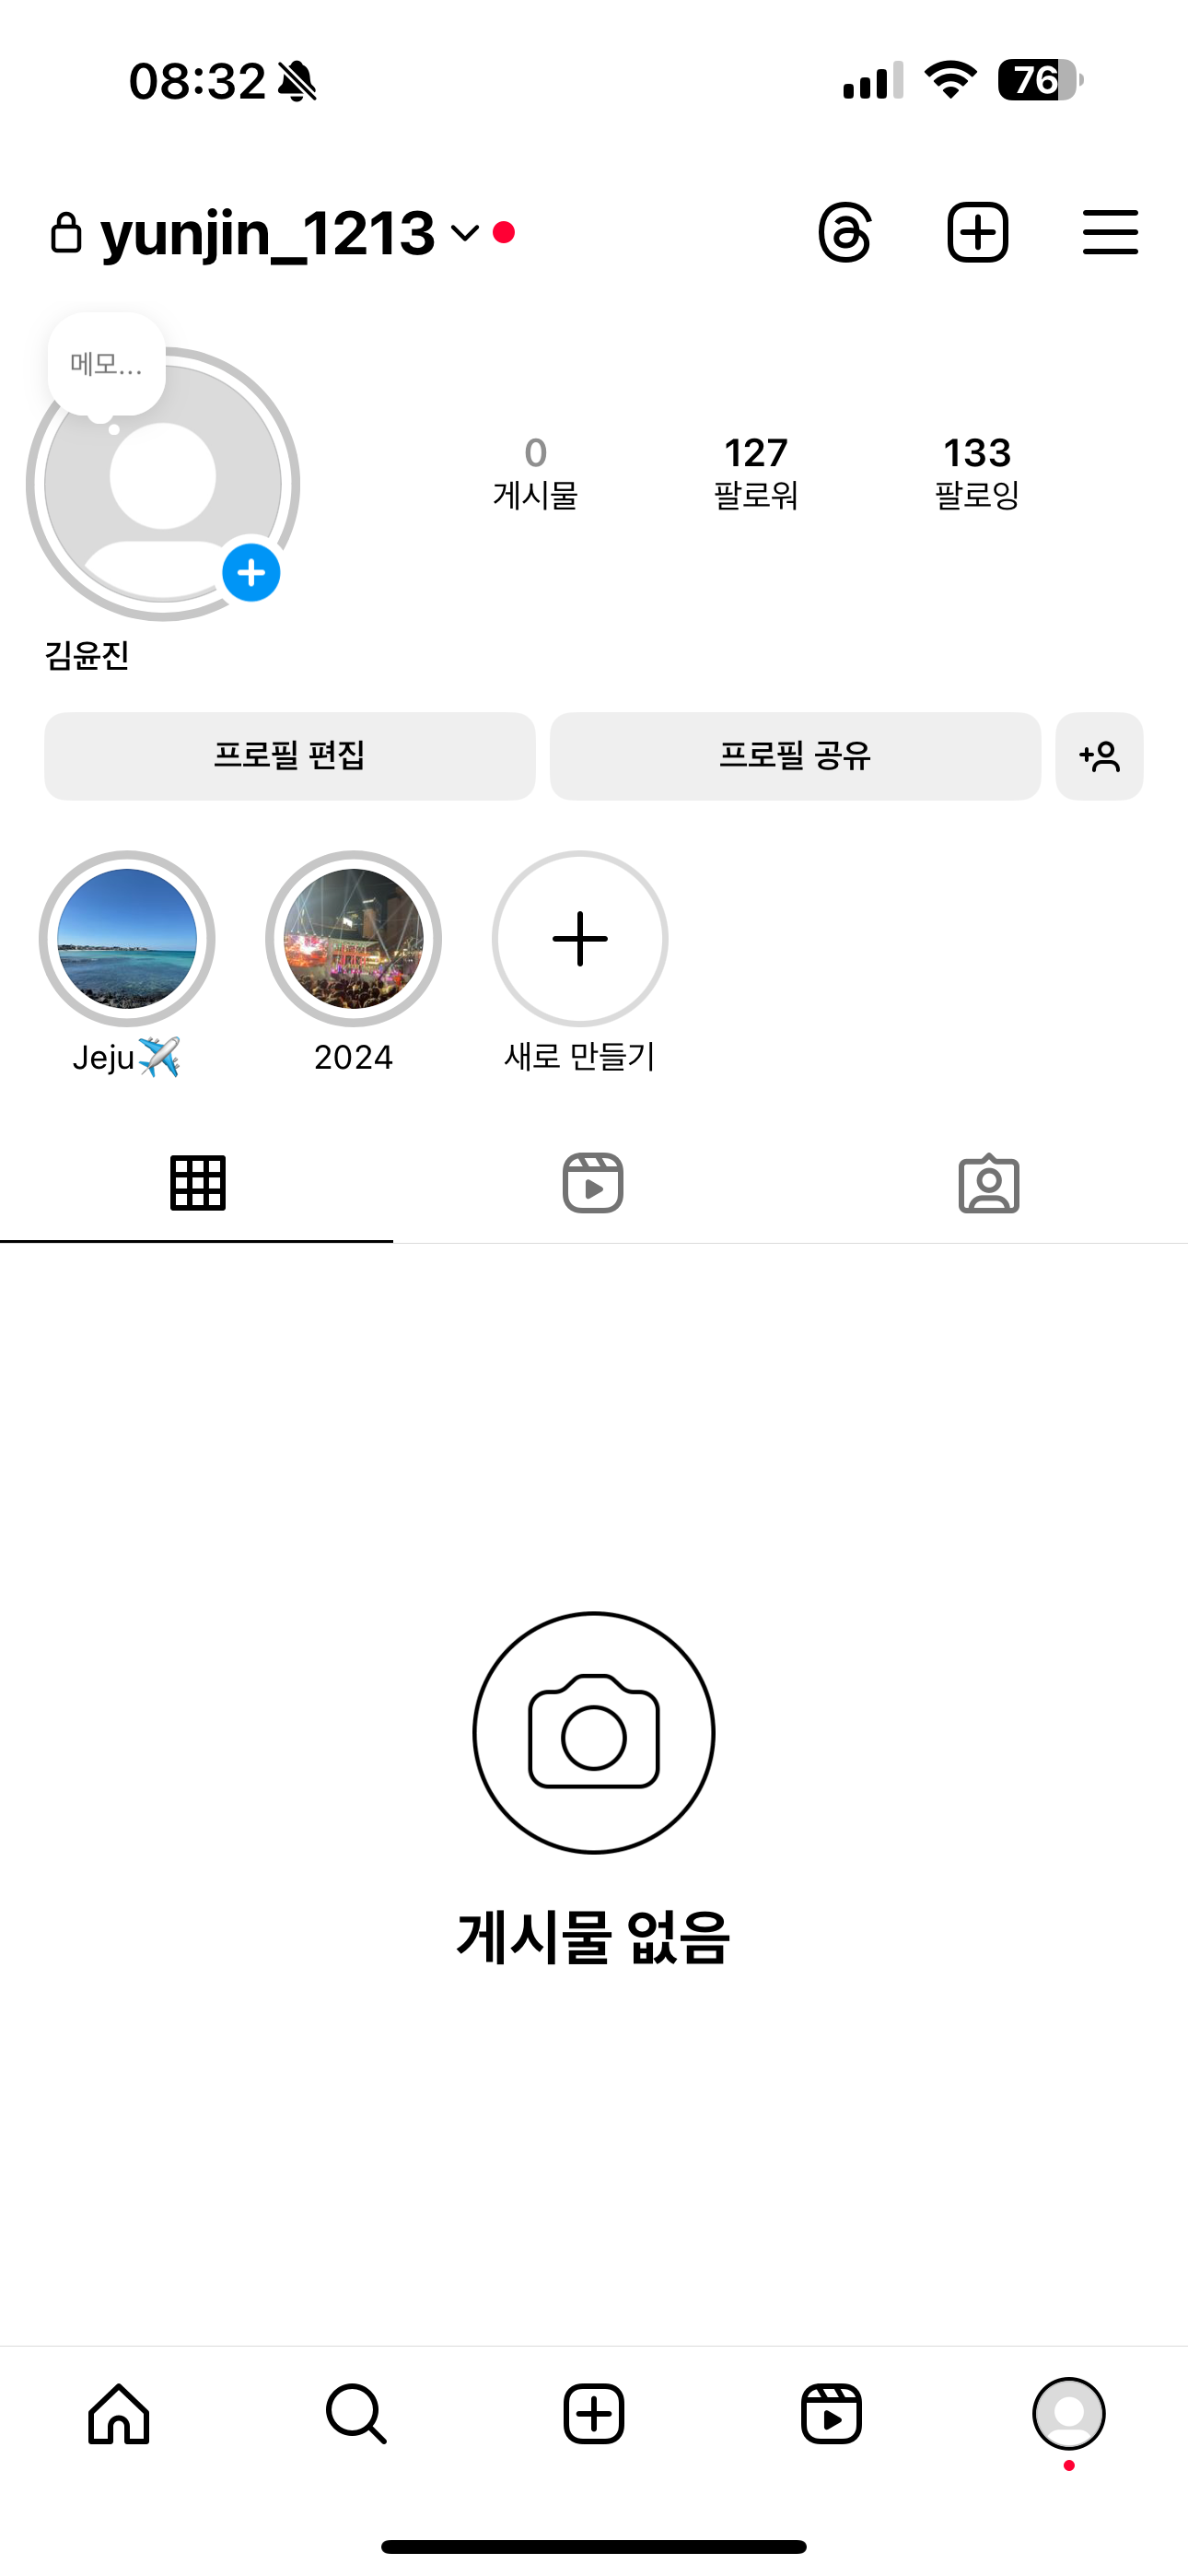 08:32
76
yunjin_1213
메모...
0
게시물
127
팔로워
133
팔로잉
김윤진
프로필 편집
프로필 공유
Jeju✈️
2024
새로 만들기
게시물 없음